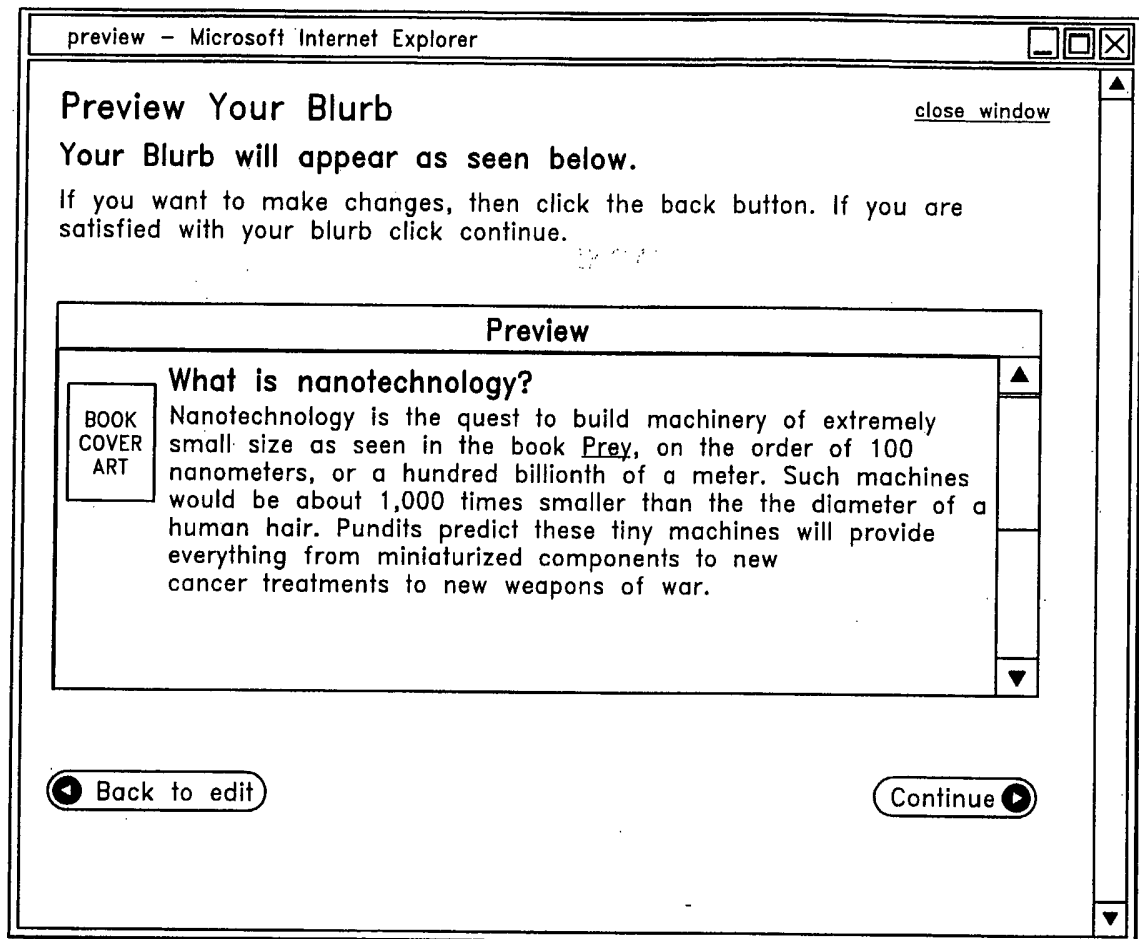 preview – Microsoft Internet Explorer
Preview Your Blurb
close window
Your Blurb will appear as seen below.
If you want to make changes, then click the back button. If you are
satisfied with your blurb click continue.
Preview
BOOK
COVER
ART
What is nanotechnology?
Nanotechnology is the quest to build machinery of extremely
small size as seen in the book Prey, on the order of 100
nanometers, or a hundred billionth of a meter. Such machines
would be about 1,000 times smaller than the the diameter of a
human hair. Pundits predict these tiny machines will provide
everything from miniaturized components to new
cancer treatments to new weapons of war.
Back to edit
Continue